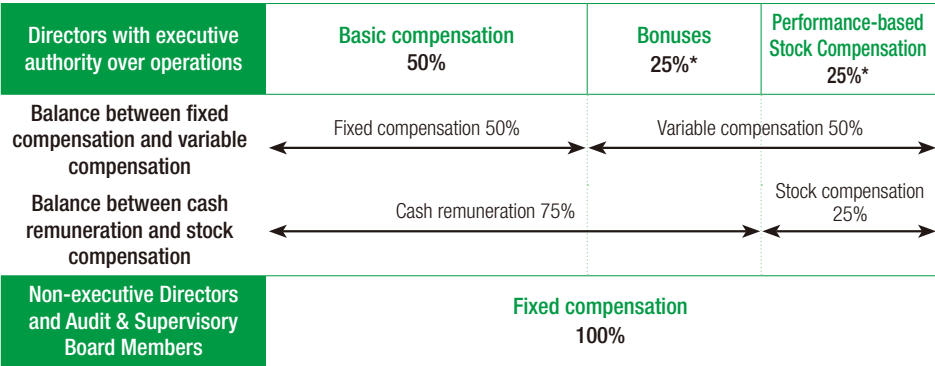 Directors with executive
authority over operations
Basic compensation
50%
Bonuses
25%*
Performance-based
Stock Compensation
25%*
Balance between fixed
compensation and variable
compensation
Fixed compensation 50%
Variable compensation 50%
Balance between cash
remuneration and stock
compensation
Cash remuneration 75%
Stock compensation
25%
Non-executive Directors
and Audit & Supervisory
Board Members
Fixed compensation
100%